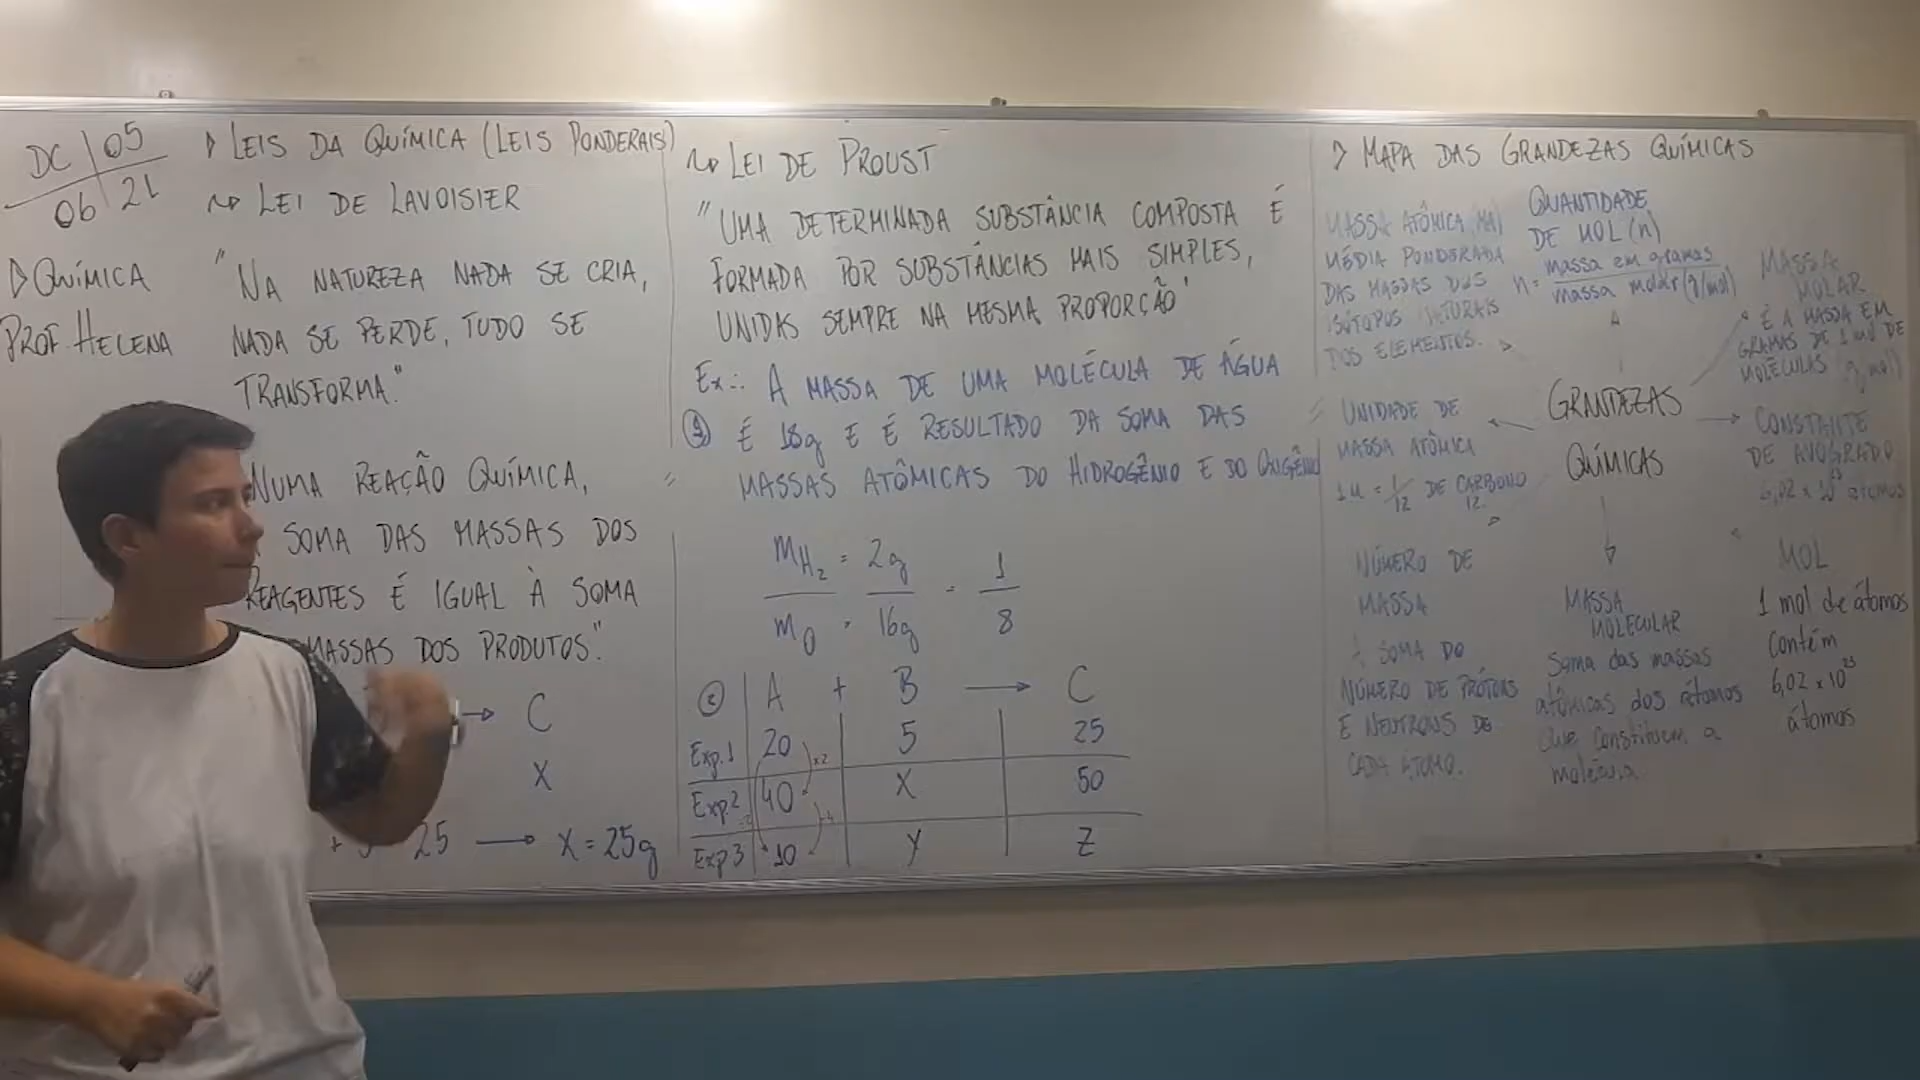 DC 05
06 21
▷ QUÍMICA
PROF. HELENA
LEIS DA QUÍMICA (LEIS PONDERAIS)
LEI DE LAVOISIER
"NA NATUREZA NADA SE CRIA,
NADA SE PERDE, TUDO SE
TRANSFORMA."
NUMA REAÇÃO QUÍMICA,
SOMA DAS MASSAS DOS
REAGENTES É IGUAL À SOMA
MASSAS DOS PRODUTOS."
→ C
X
25 → X = 25g
LEI DE PROUST
"UMA DETERMINADA SUBSTÂNCIA COMPOSTA É
FORMADA POR SUBSTÂNCIAS MAIS SIMPLES,
UNIDAS SEMPRE NA MESMA PROPORÇÃO"
Ex.: A MASSA DE UMA MOLÉCULA DE ÁGUA
① É 18g E É RESULTADO DA SOMA DAS
MASSAS ATÔMICAS DO HIDROGÊNIO E DO OXIGÊNIO
mH₂ = 2g = 1
mO = 16g 8
② A + B → C
Exp.1 20 5 25
x2
Exp2 40 X 50
Exp3 10 Y Z
MAPA DAS GRANDEZAS QUÍMICAS
MASSA ATÔMICA (MA)
MÉDIA PONDERADA
DAS MASSAS DOS
ISÓTOPOS NATURAIS
DOS ELEMENTOS.
QUANTIDADE
DE MOL (n)
n = massa em gramas
massa molar (g/mol)
MASSA
MOLAR
É A MASSA EM
GRAMAS DE 1 mol DE
MOLÉCULAS g/mol)
GRANDEZAS
QUÍMICAS
UNIDADE DE
MASSA ATÔMICA
1u = 1/12 DE CARBONO
12.
CONSTANTE
DE AVOGRADO
6,02 x 10²³ átomos
NÚMERO DE
MASSA
SOMA DO
NÚMERO DE PRÓTONS
E NEUTRONS DE
CADA ÁTOMO.
MASSA
MOLECULAR
Soma das massas
atômicas dos átomos
que constituem a
molécula
MOL
1 mol de átomos
Contém
6,02 x 10²³
átomos